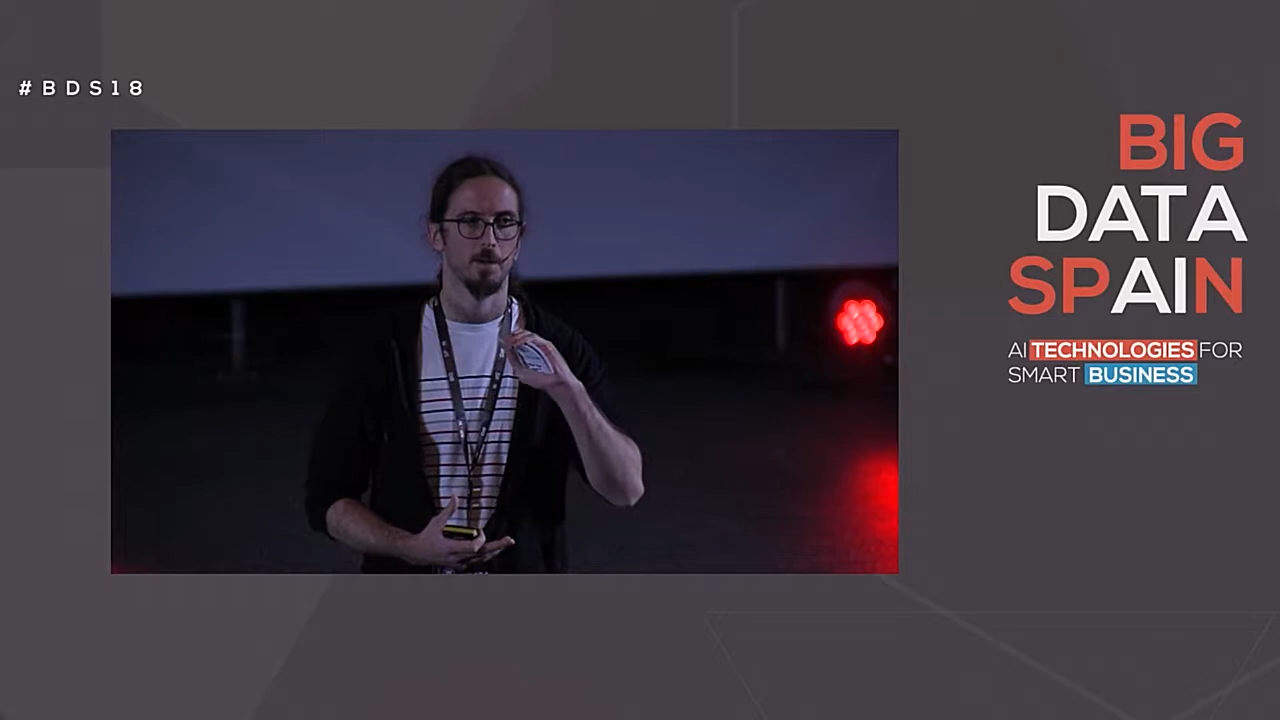 #BDS18
BIG
DATA
SPAIN
AI TECHNOLOGIES FOR
SMART BUSINESS